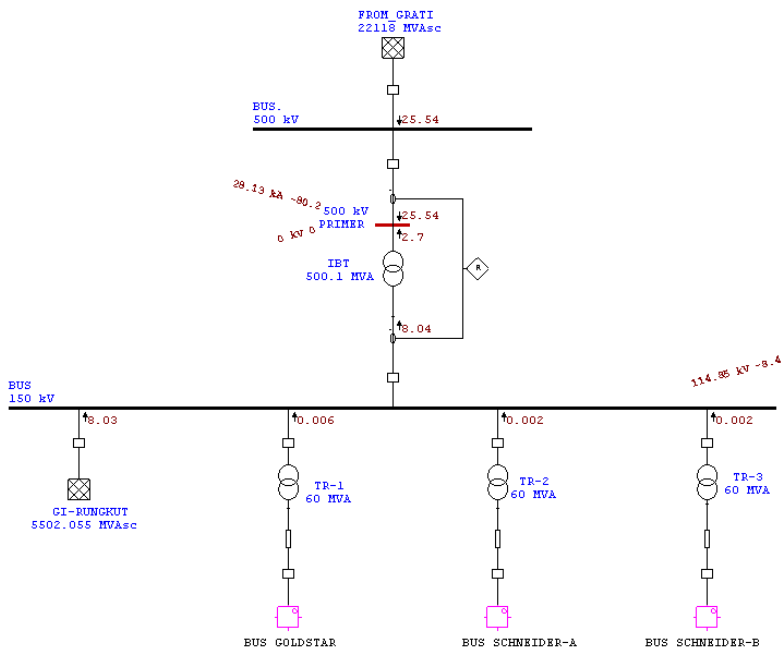 FROM_GRATI
22118 MVAsc
BUS.
500 kV
25.54
28.13 kA -80.2
500 kV
PRIMER
25.54
0 kV 0
2.7
IBT
500.1 MVA
R
8.04
114.85 kV -8.4
BUS
150 kV
8.03
0.006
0.002
0.002
TR-1
60 MVA
TR-2
60 MVA
TR-3
60 MVA
GI-RUNGKUT
5502.055 MVAsc
BUS GOLDSTAR
BUS SCHNEIDER-A
BUS SCHNEIDER-B